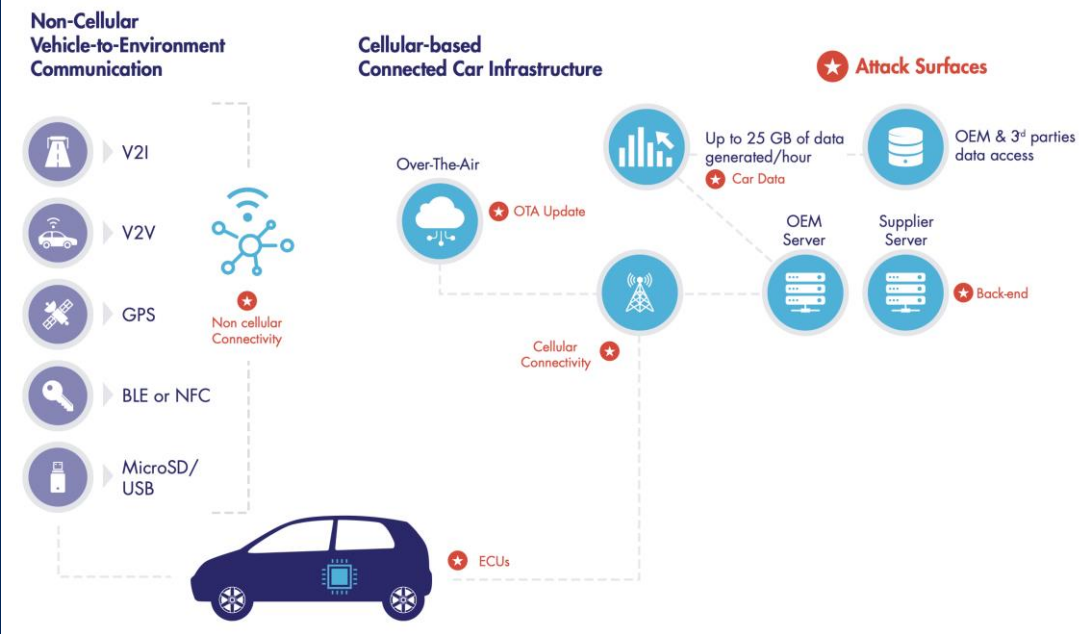 Non-Cellular
Vehicle-to-Environment
Communication
V2I
V2V
GPS
BLE or NFC
MicroSD/
USB
Non cellular
Connectivity
Cellular-based
Connected Car Infrastructure
Attack Surfaces
Over-The-Air
OTA Update
Up to 25 GB of data
generated/hour
Car Data
OEM & 3rd parties
data access
OEM
Server
Supplier
Server
Back-end
Cellular
Connectivity
ECUs